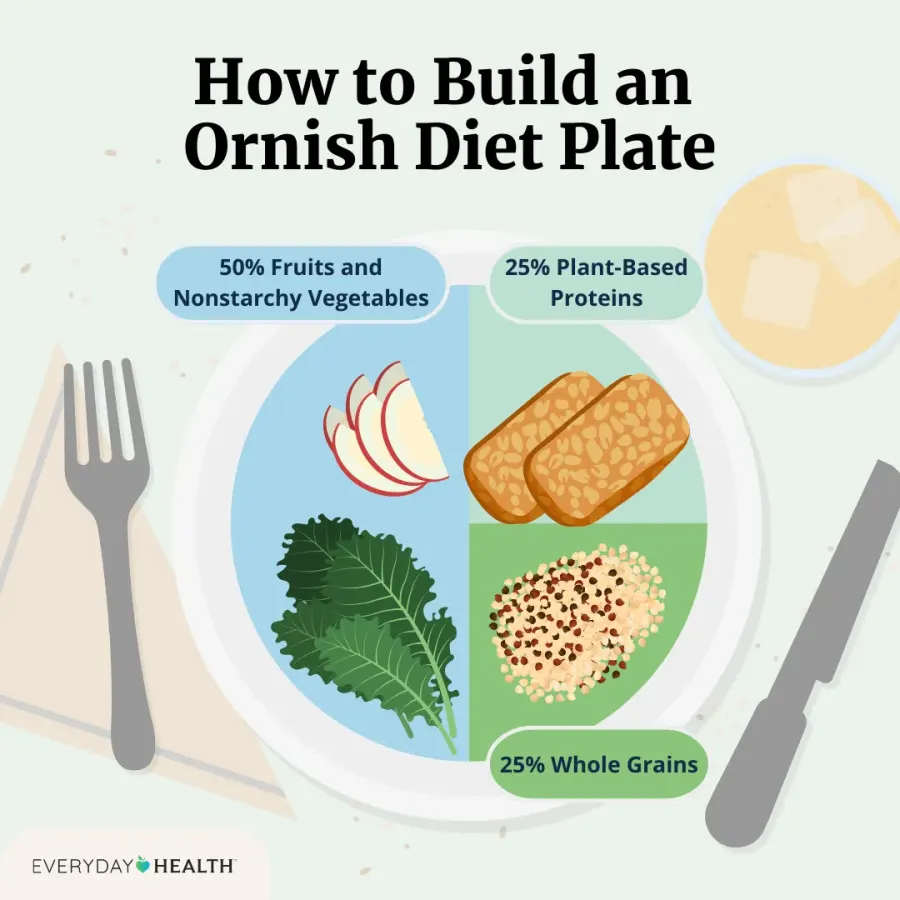 How to Build an
Ornish Diet Plate
50% Fruits and
Nonstarchy Vegetables
25% Plant-Based
Proteins
25% Whole Grains
EVERYDAY HEALTH